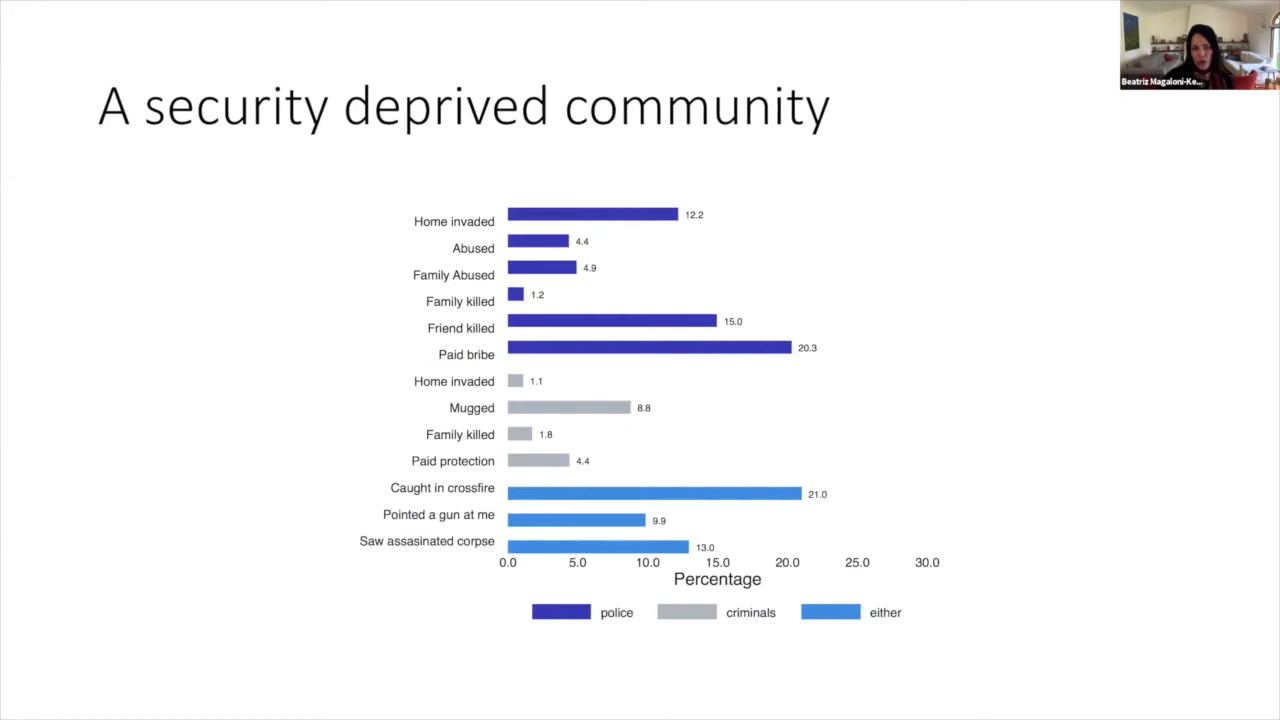 Beatriz Magaloni-Ke...
A security deprived community
Home invaded 12.2
Abused 4.4
Family Abused 4.9
Family killed 1.2
Friend killed 15.0
Paid bribe 20.3
Home invaded 1.1
Mugged 8.8
Family killed 1.8
Paid protection 4.4
Caught in crossfire 21.0
Pointed a gun at me 9.9
Saw assasinated corpse 13.0
0.0 5.0 10.0 15.0 20.0 25.0 30.0
Percentage
police criminals either